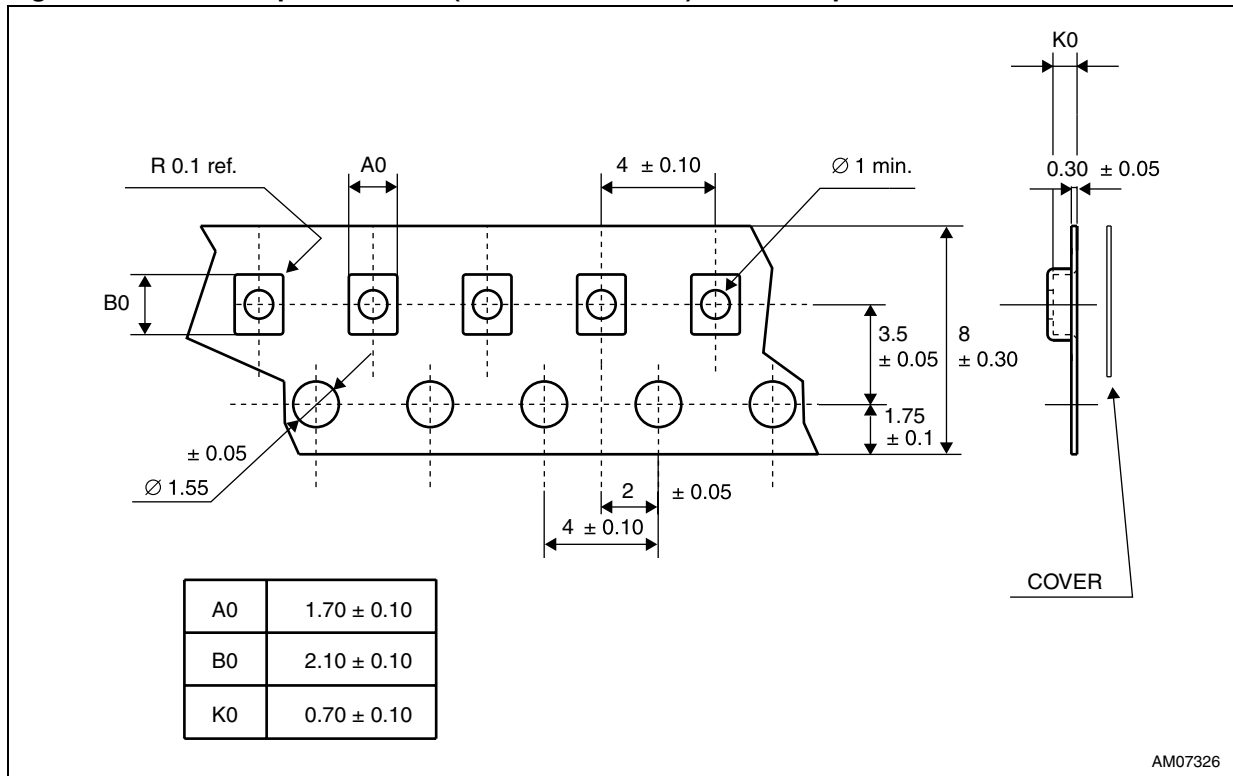 K0
R 0.1 ref.
A0
4 ± 0.10
∅ 1 min.
0.30 ± 0.05
B0
3.5
± 0.05
8
± 0.30
1.75
± 0.1
± 0.05
∅ 1.55
2 ± 0.05
4 ± 0.10
COVER
A0 1.70 ± 0.10
B0 2.10 ± 0.10
K0 0.70 ± 0.10
AM07326